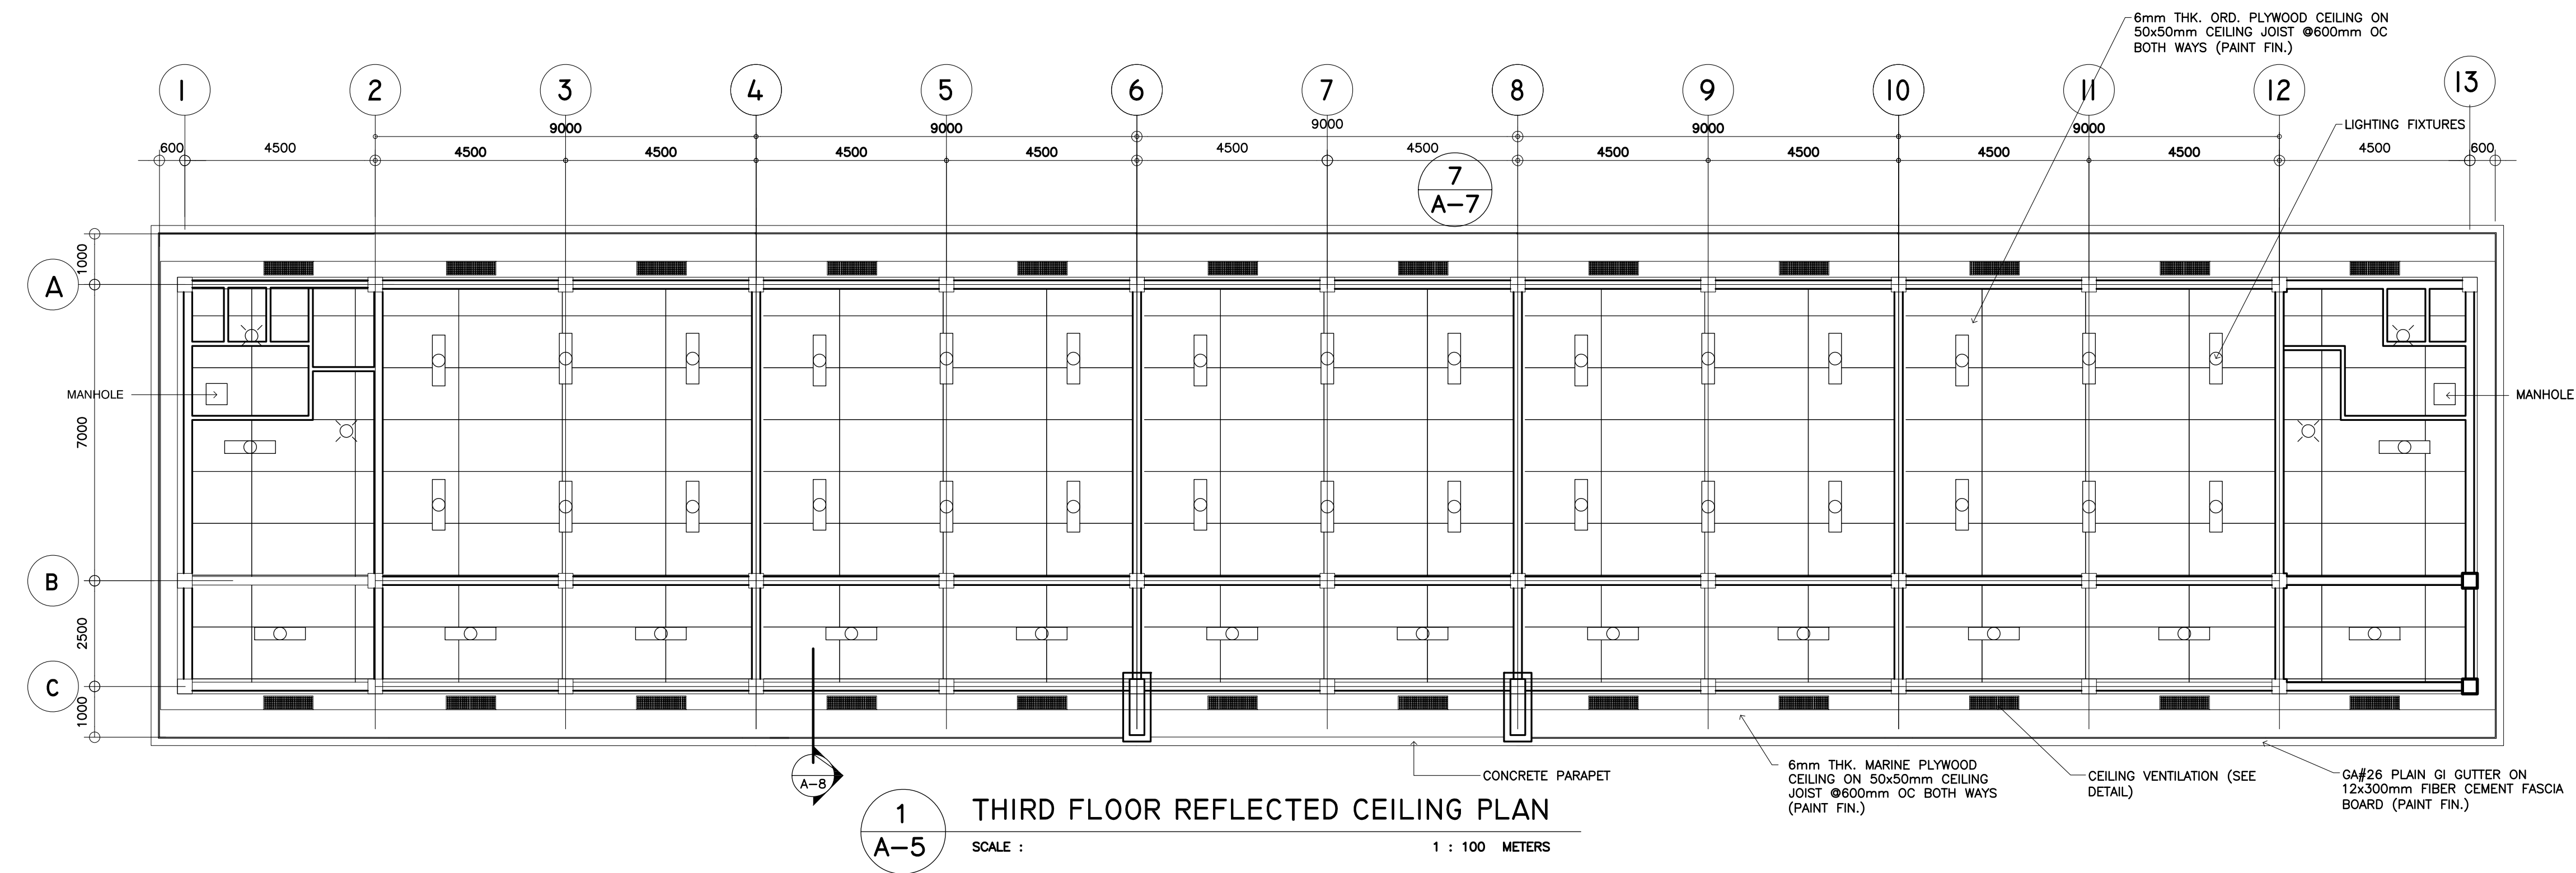 6mm THK. ORD. PLYWOOD CEILING ON
50x50mm CEILING JOIST @600mm OC
BOTH WAYS (PAINT FIN.)
1 2 3 4 5 6 7 8 9 10 11 12 13
9000 9000 9000 9000 9000
LIGHTING FIXTURES
600 4500 4500 4500 4500 4500 4500 4500 4500 4500 4500 4500 4500 600
7
A-7
1000
A
MANHOLE
MANHOLE
7000
B
2500
C
1000
A-8
CONCRETE PARAPET
6mm THK. MARINE PLYWOOD
CEILING ON 50x50mm CEILING
JOIST @600mm OC BOTH WAYS
(PAINT FIN.)
CEILING VENTILATION (SEE
DETAIL)
GA#26 PLAIN GI GUTTER ON
12x300mm FIBER CEMENT FASCIA
BOARD (PAINT FIN.)
1
A-5
THIRD FLOOR REFLECTED CEILING PLAN
SCALE : 1 : 100 METERS